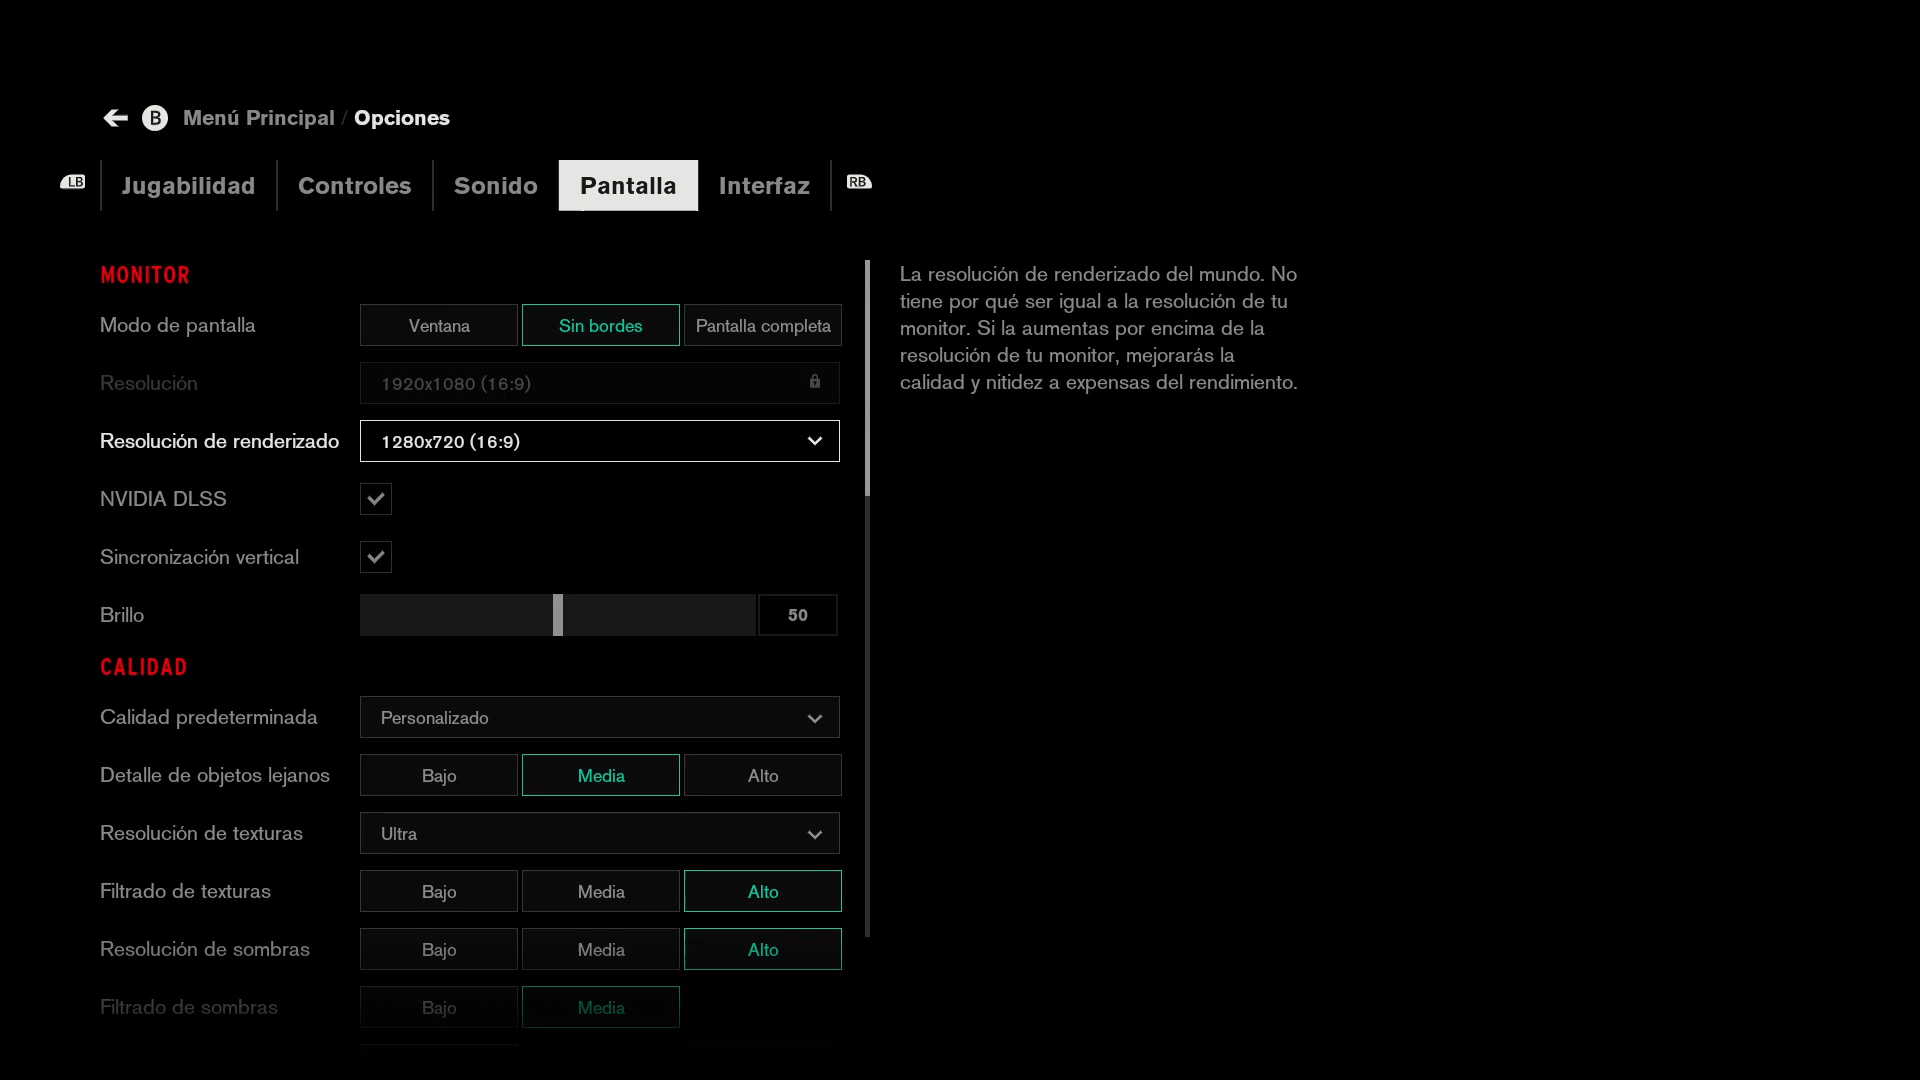 B Menú Principal / Opciones
LB Jugabilidad Controles Sonido Pantalla Interfaz RB
MONITOR
Modo de pantalla Ventana Sin bordes Pantalla completa
Resolución 1920x1080 (16:9)
Resolución de renderizado 1280x720 (16:9)
NVIDIA DLSS
Sincronización vertical
Brillo 50
CALIDAD
Calidad predeterminada Personalizado
Detalle de objetos lejanos Bajo Media Alto
Resolución de texturas Ultra
Filtrado de texturas Bajo Media Alto
Resolución de sombras Bajo Media Alto
Filtrado de sombras Bajo Media
La resolución de renderizado del mundo. No
tiene por qué ser igual a la resolución de tu
monitor. Si la aumentas por encima de la
resolución de tu monitor, mejorarás la
calidad y nitidez a expensas del rendimiento.